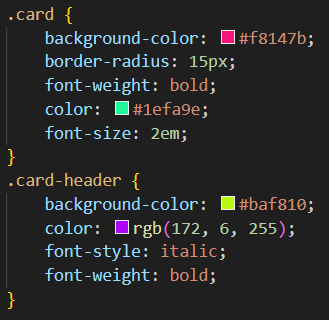 .card {
    background-color: #f8147b;
    border-radius: 15px;
    font-weight: bold;
    color: #1efa9e;
    font-size: 2em;
}
.card-header {
    background-color: #baf810;
    color: rgb(172, 6, 255);
    font-style: italic;
    font-weight: bold;
}